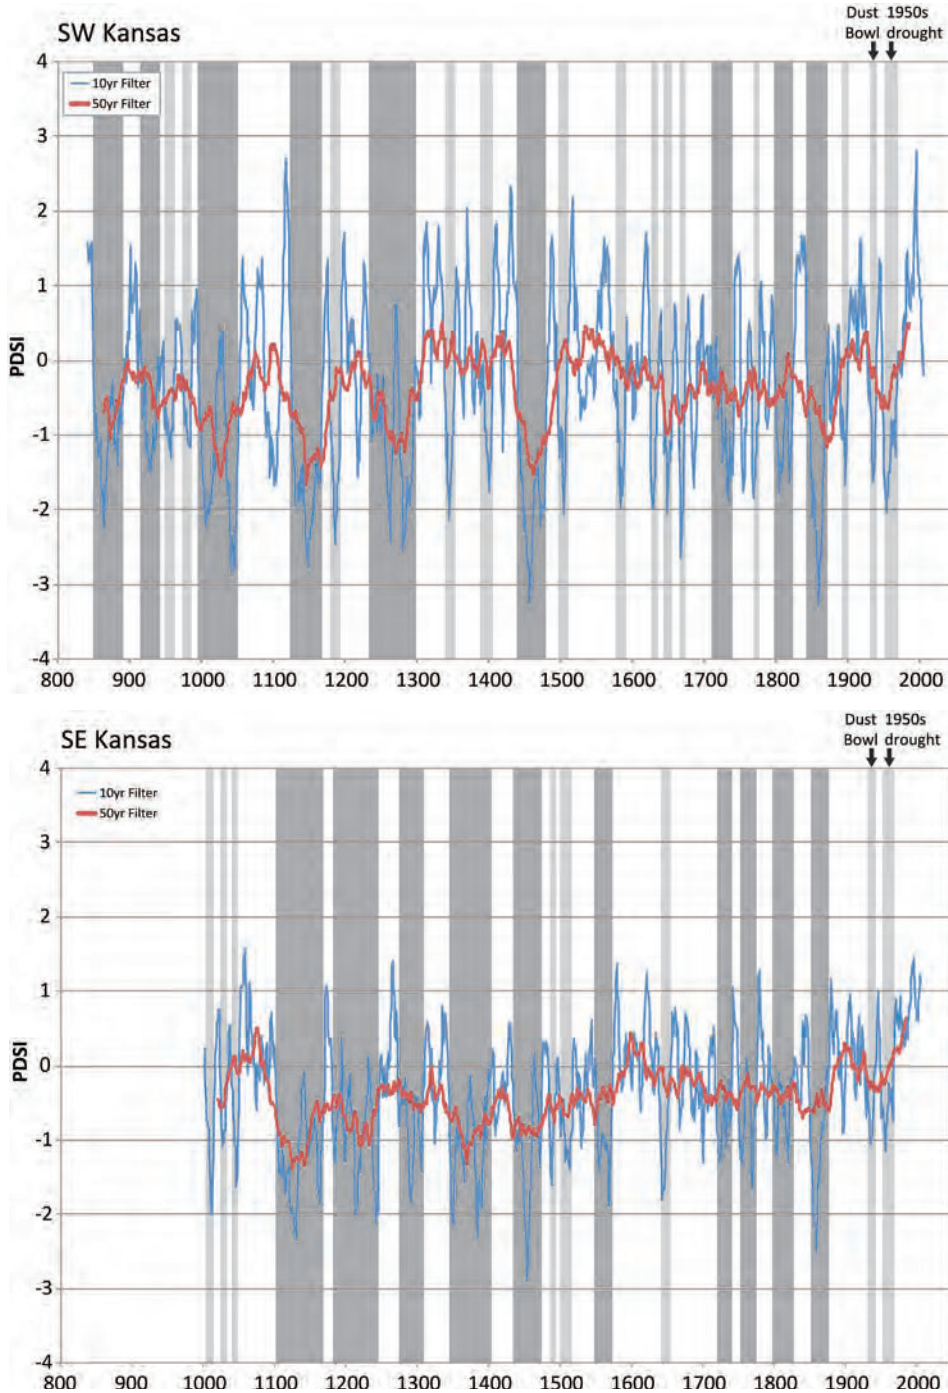 SW Kansas
Dust 1950s
Bowl drought
10yr Filter
50yr Filter
4
3
2
1
0
-1
-2
-3
-4
PDSI
800 900 1000 1100 1200 1300 1400 1500 1600 1700 1800 1900 2000
SE Kansas
Dust 1950s
Bowl drought
10yr Filter
50yr Filter
4
3
2
1
0
-1
-2
-3
-4
PDSI
800 900 1000 1100 1200 1300 1400 1500 1600 1700 1800 1900 2000